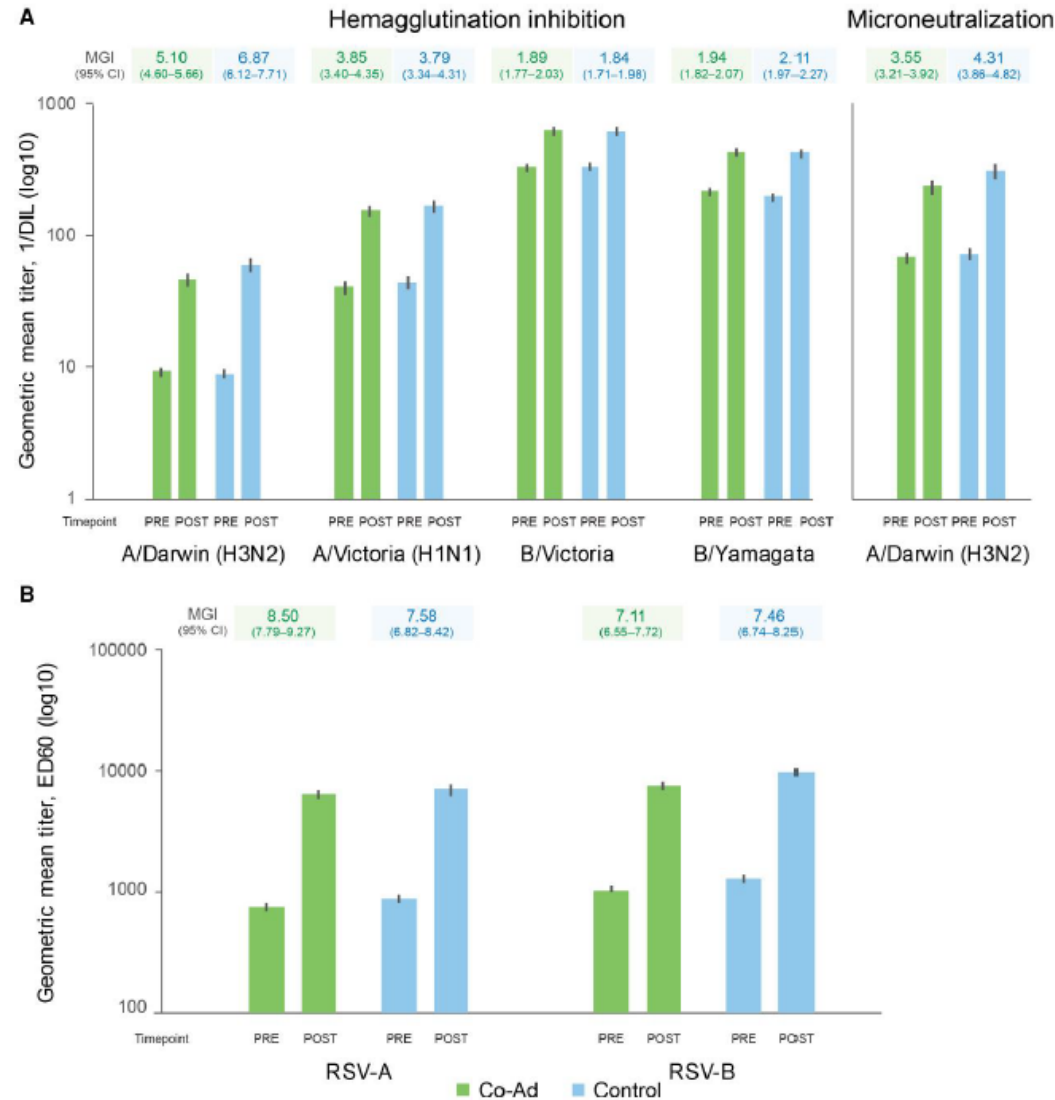 A
Hemagglutination inhibition
Microneutralization
MGI 5.10 6.87 3.85 3.79 1.89 1.84 1.94 2.11 3.55 4.31
(95% CI) (4.60–5.66) (6.12–7.71) (3.40–4.35) (3.34–4.31) (1.77–2.03) (1.71–1.98) (1.82–2.07) (1.97–2.27) (3.21–3.92) (3.86–4.82)
Geometric mean titer, 1/DIL (log10)
1000
100
10
1
Timepoint PRE POST PRE POST PRE POST PRE POST PRE POST PRE POST PRE POST PRE POST PRE POST PRE POST
A/Darwin (H3N2) A/Victoria (H1N1) B/Victoria B/Yamagata A/Darwin (H3N2)
B
MGI 8.50 7.58 7.11 7.46
(95% CI) (7.79–9.27) (6.82–8.42) (6.55–7.72) (6.74–8.25)
Geometric mean titer, ED60 (log10)
100000
10000
1000
100
Timepoint PRE POST PRE POST PRE POST PRE POST
RSV-A RSV-B
Co-Ad Control